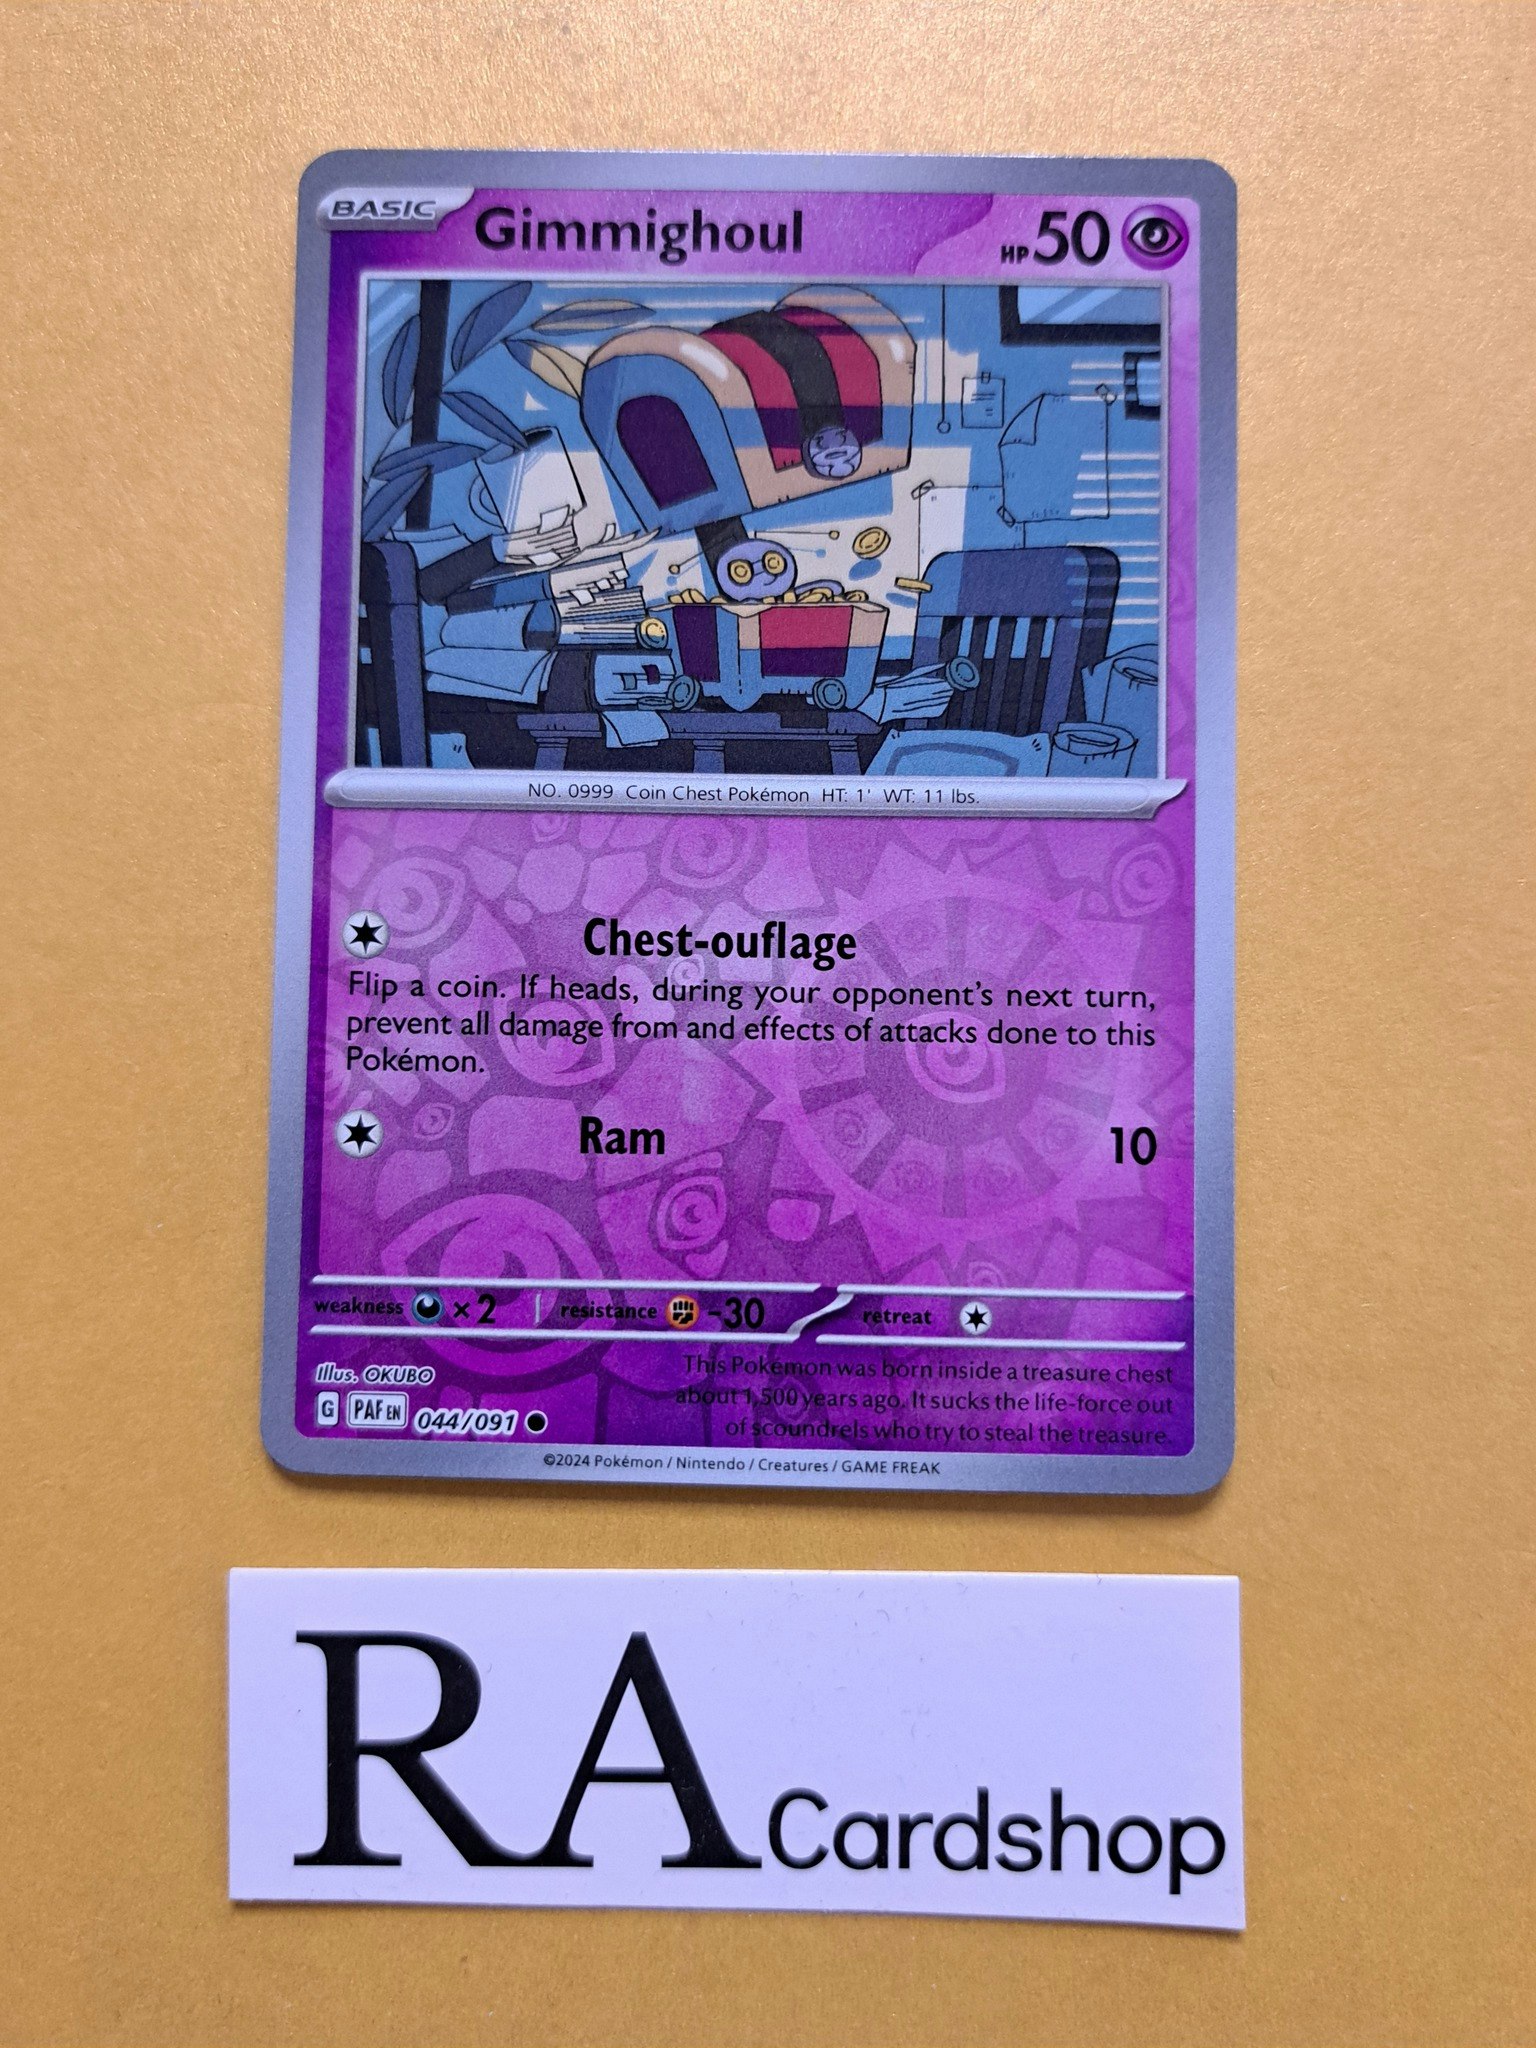 BASIC Gimmighoul HP 50
NO. 0999 Coin Chest Pokémon HT: 1' WT: 11 lbs.
Chest-ouflage
Flip a coin. If heads, during your opponent's next turn,
prevent all damage from and effects of attacks done to this
Pokémon.
Ram 10
weakness ×2 resistance -30 retreat
Illus. OKUBO
G PAF EN 044/091
This Pokémon was born inside a treasure chest
about 1,500 years ago. It sucks the life-force out
of scoundrels who try to steal the treasure.
©2024 Pokémon / Nintendo / Creatures / GAME FREAK
RA Cardshop